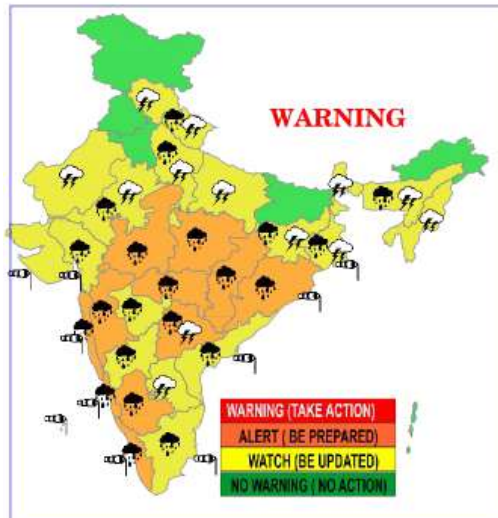 WARNING
WARNING (TAKE ACTION)
ALERT ( BE PREPARED)
WATCH (BE UPDATED)
NO WARNING ( NO ACTION)